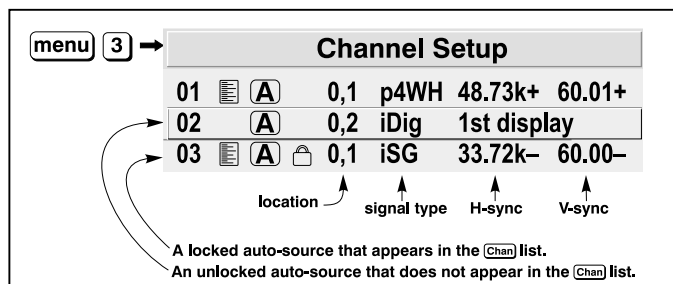 menu 3 Channel Setup
01 A 0,1 p4WH 48.73k+ 60.01+
02 A 0,2 iDig 1st display
03 A 0,1 iSG 33.72k– 60.00–
location signal type H-sync V-sync
A locked auto-source that appears in the Chan list.
An unlocked auto-source that does not appear in the Chan list.